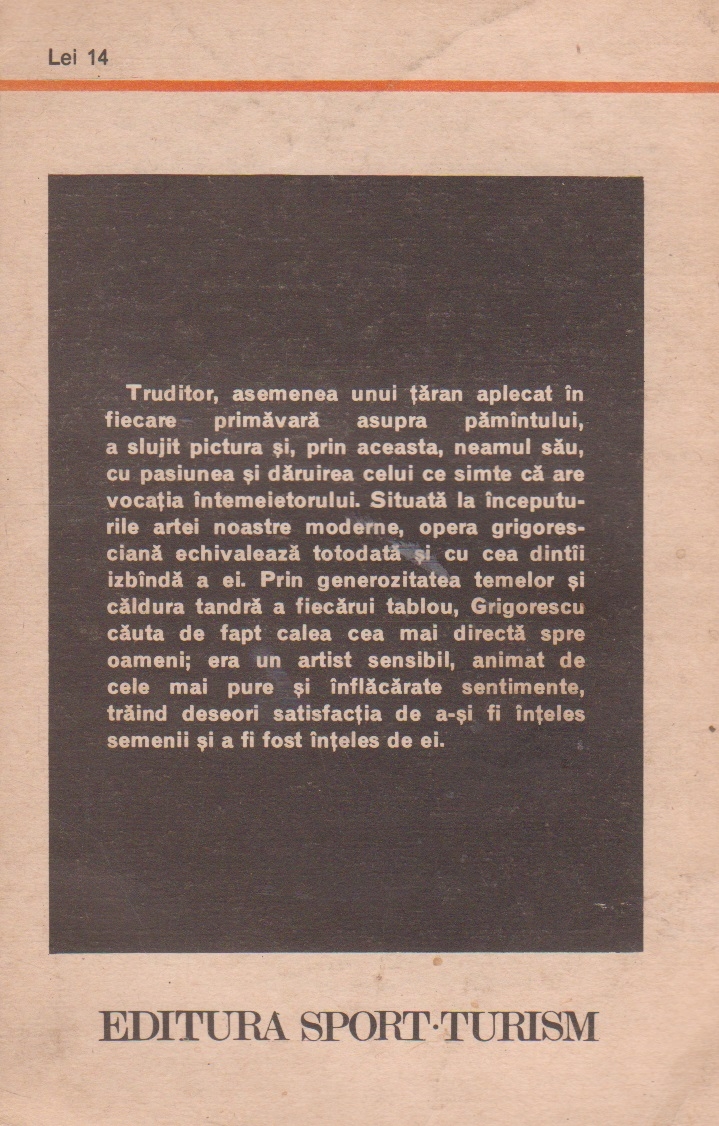 Lei 14
Truditor, asemenea unui țăran aplecat în
fiecare primăvară asupra pămîntului,
a slujit pictura și, prin aceasta, neamul său,
cu pasiunea și dăruirea celui ce simte că are
vocația întemeietorului. Situată la începutu-
rile artei noastre moderne, opera grigores-
ciană echivalează totodată și cu cea dintîi
izbîndă a ei. Prin generozitatea temelor și
căldura tandră a fiecărui tablou, Grigorescu
căuta de fapt calea cea mai directă spre
oameni; era un artist sensibil, animat de
cele mai pure și înflăcărate sentimente,
trăind deseori satisfacția de a-și fi înțeles
semenii și a fi fost înțeles de ei.
EDITURA SPORT·TURISM